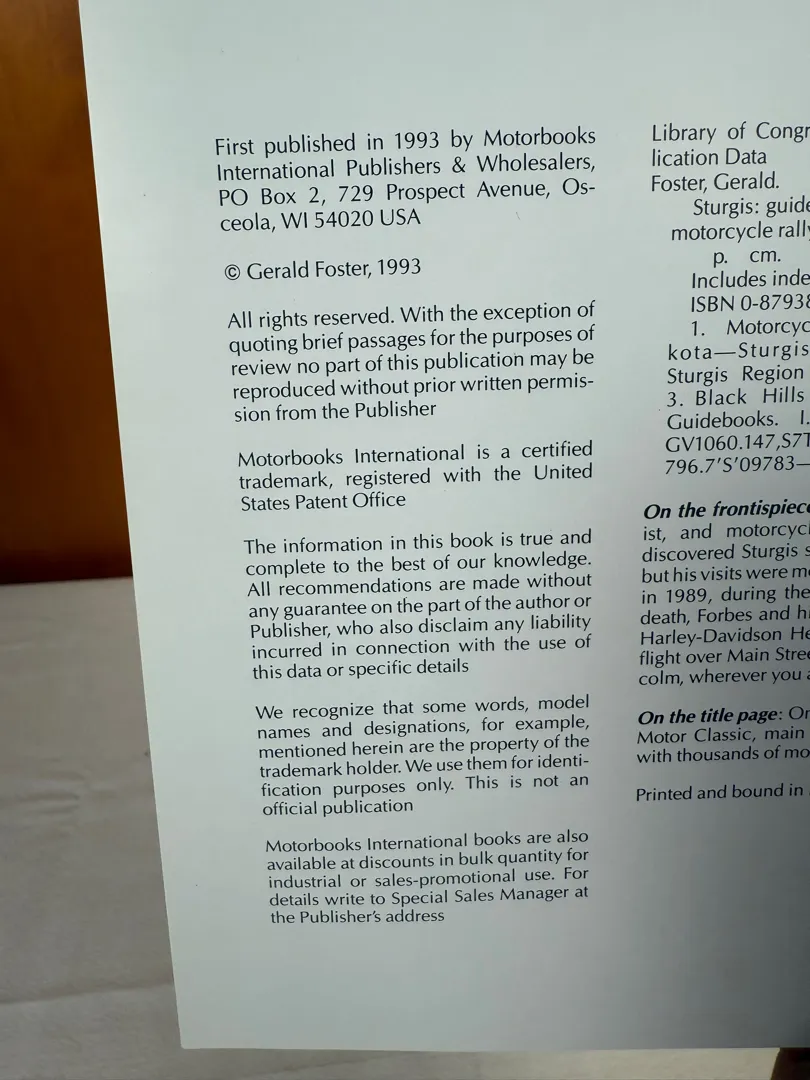 First published in 1993 by Motorbooks
International Publishers & Wholesalers,
PO Box 2, 729 Prospect Avenue, Os-
ceola, WI 54020 USA
© Gerald Foster, 1993
All rights reserved. With the exception of
quoting brief passages for the purposes of
review no part of this publication may be
reproduced without prior written permis-
sion from the Publisher
Motorbooks International is a certified
trademark, registered with the United
States Patent Office
The information in this book is true and
complete to the best of our knowledge.
All recommendations are made without
any guarantee on the part of the author or
Publisher, who also disclaim any liability
incurred in connection with the use of
this data or specific details
We recognize that some words, model
names and designations, for example,
mentioned herein are the property of the
trademark holder. We use them for identi-
fication purposes only. This is not an
official publication
Motorbooks International books are also
available at discounts in bulk quantity for
industrial or sales-promotional use. For
details write to Special Sales Manager at
the Publisher's address
Library of Congr
lication Data
Foster, Gerald.
Sturgis: guide
motorcycle rally
p. cm.
Includes inde
ISBN 0-87938
1. Motorcyc
kota—Sturgis
Sturgis Region
3. Black Hills
Guidebooks. I.
GV1060.147,S7T
796.7'S'09783—
On the frontispiece
ist, and motorcycl
discovered Sturgis s
but his visits were mo
in 1989, during the
death, Forbes and hi
Harley-Davidson He
flight over Main Stree
colm, wherever you a
On the title page: On
Motor Classic, main
with thousands of mo
Printed and bound in